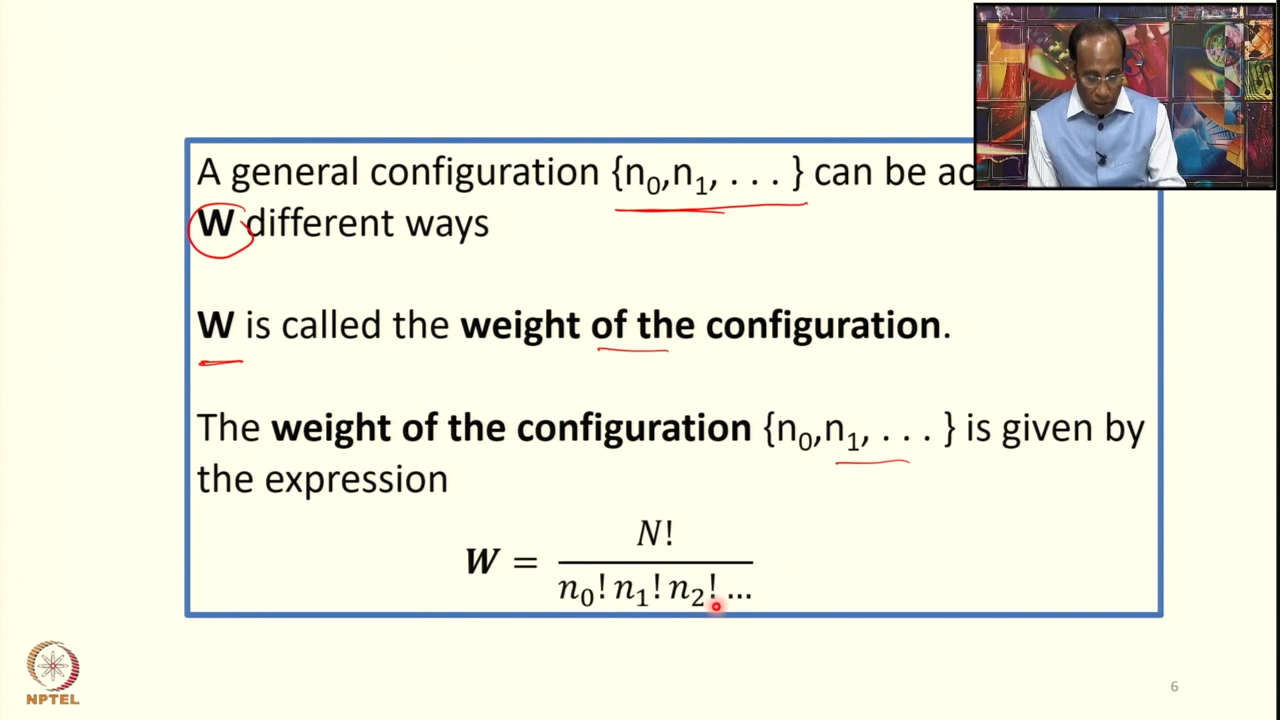 A general configuration {n₀,n₁, . . . } can be
W different ways
W is called the weight of the configuration.
The weight of the configuration {n₀,n₁, . . . } is given by
the expression
W = N! / n₀! n₁! n₂! ...
NPTEL
6